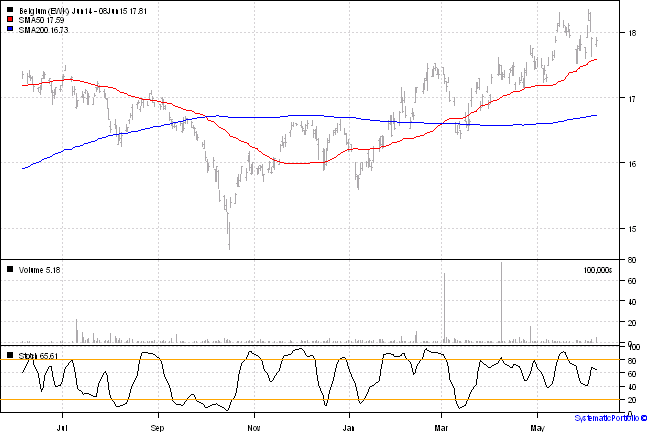 Belgium (EWK) Jun14 - 08Jun15 17.81
SMA50 17.59
SMA200 16.73
18
17
16
15
Volume 5.18
100,000s
80
60
40
20
0
Stoch 65.61
100
80
60
40
20
0
Jul
Sep
Nov
Jan
Mar
May
SystematicPortfolio ©